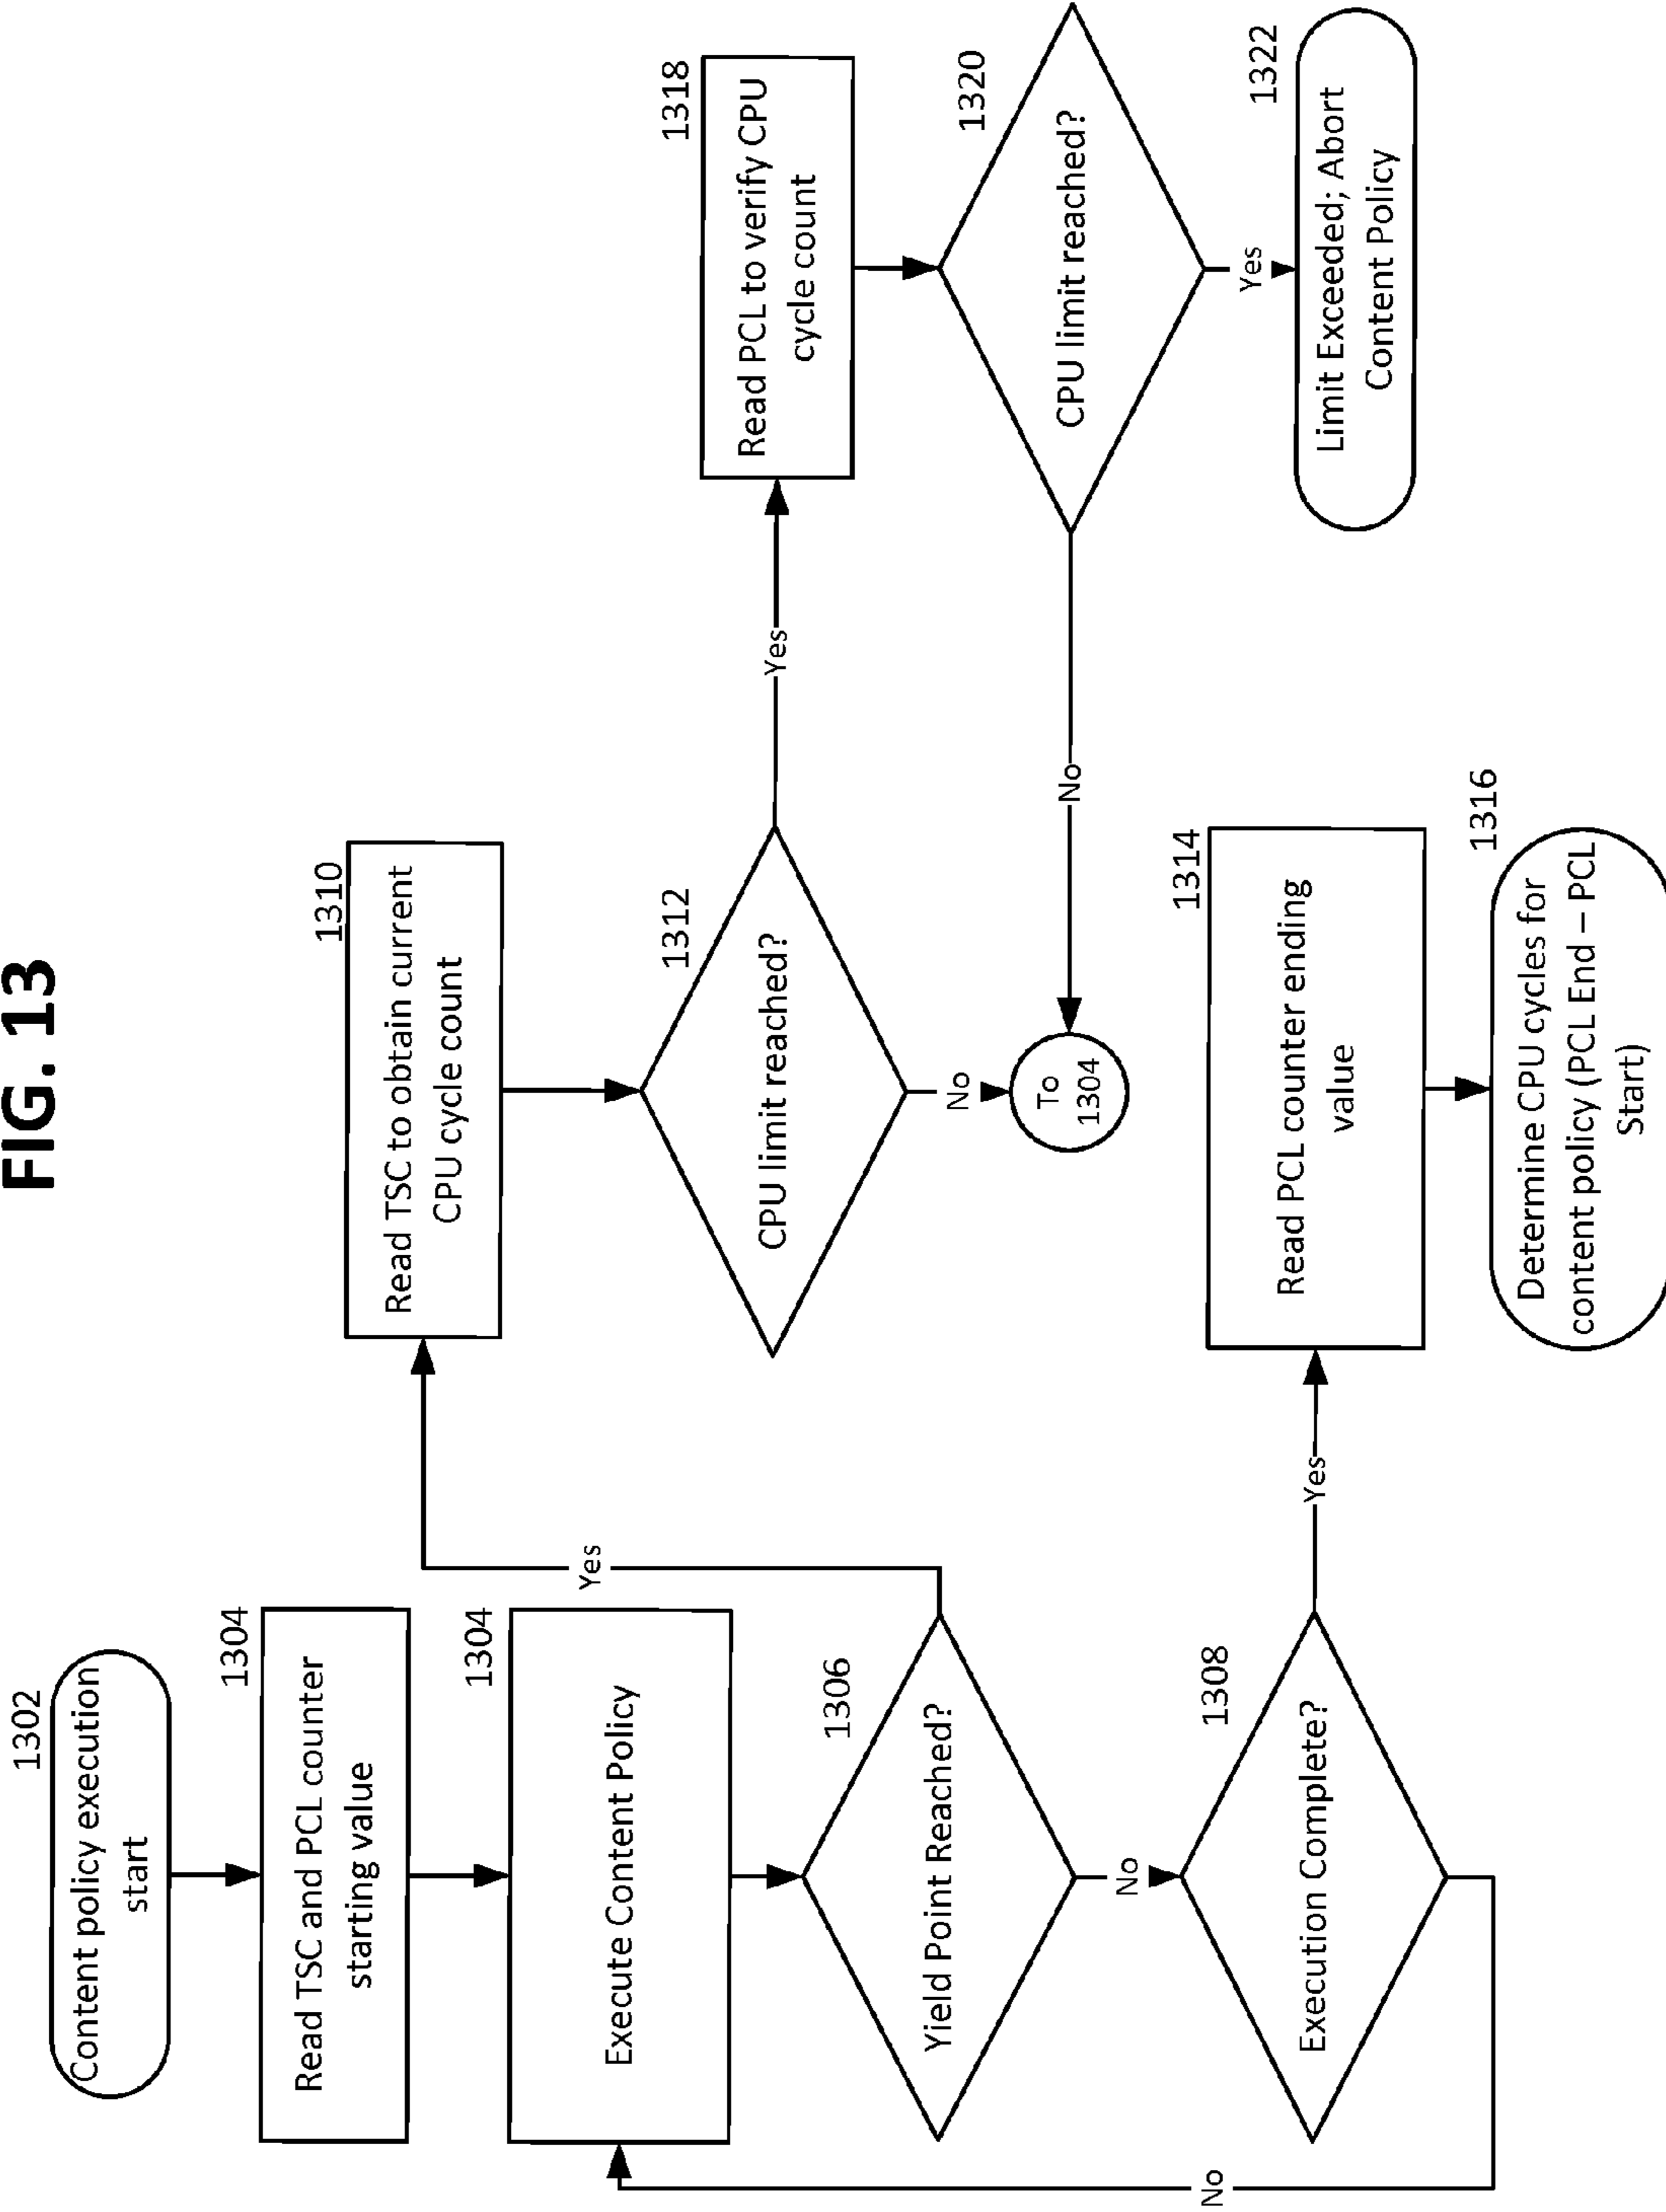 FIG. 13
1302
Content policy execution
start
1304
Read TSC and PCL counter
starting value
1304
Execute Content Policy
1306
Yield Point Reached?
Yes
No
1308
Execution Complete?
No
Yes
1310
Read TSC to obtain current
CPU cycle count
1312
CPU limit reached?
Yes
No
To
1304
1314
Read PCL counter ending
value
1316
Determine CPU cycles for
content policy (PCL End – PCL
Start)
1318
Read PCL to verify CPU
cycle count
1320
CPU limit reached?
No
Yes
1322
Limit Exceeded; Abort
Content Policy